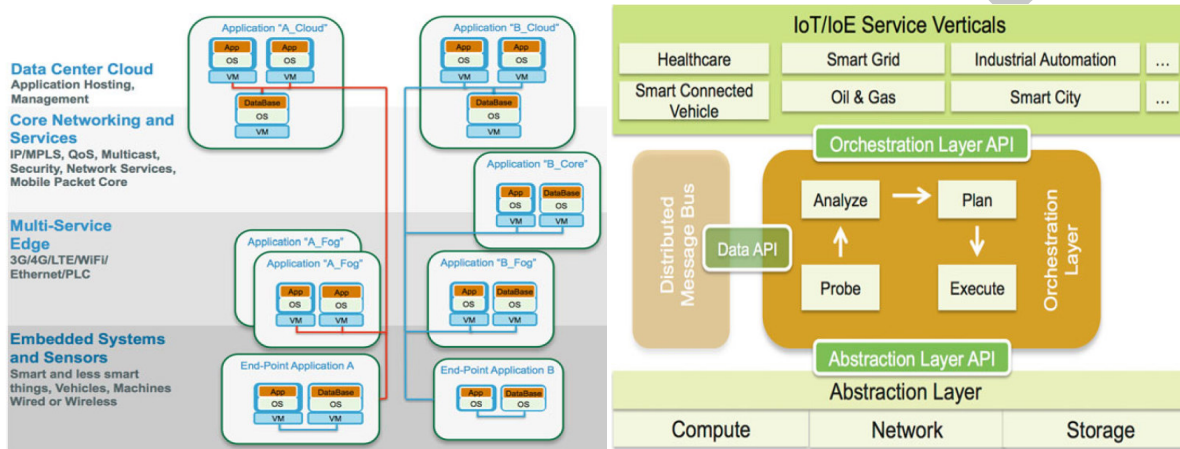 Data Center Cloud
Application Hosting,
Management
Core Networking and
Services
IP/MPLS, QoS, Multicast,
Security, Network Services,
Mobile Packet Core
Multi-Service
Edge
3G/4G/LTE/WiFi/
Ethernet/PLC
Embedded Systems
and Sensors
Smart and less smart
things, Vehicles, Machines
Wired or Wireless
Application "A_Cloud"
App App
OS OS
VM VM
DataBase
OS
VM
Application "B_Cloud"
App App
OS OS
VM VM
DataBase
OS
VM
Application "B_Core"
App DataBase
OS OS
VM VM
Application "A_Fog"
Application "A_Fog"
App App
OS OS
VM VM
Application "B_Fog"
App DataBase
OS OS
VM VM
End-Point Application A
App DataBase
OS OS
VM VM
End-Point Application B
App DataBase
OS OS
IoT/IoE Service Verticals
Healthcare Smart Grid Industrial Automation ...
Smart Connected
Vehicle
Oil & Gas Smart City ...
Orchestration Layer API
Distributed
Message Bus
Data API
Analyze Plan
Probe Execute
Orchestration
Layer
Abstraction Layer API
Abstraction Layer
Compute Network Storage